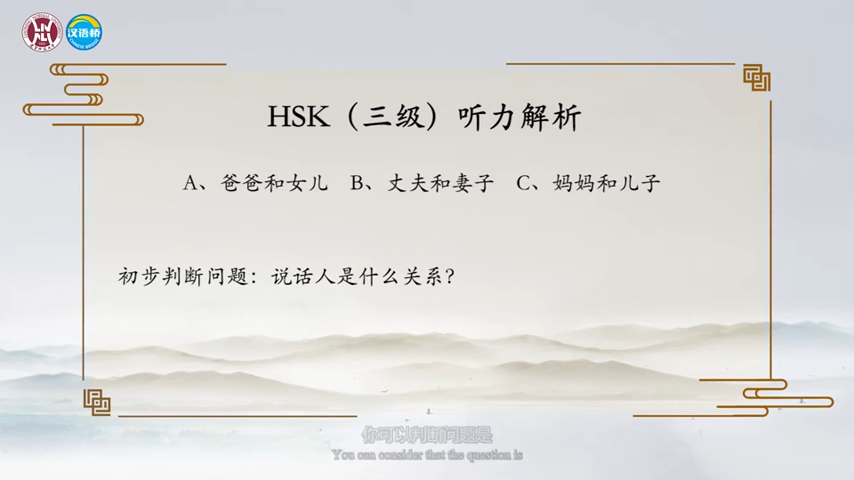 汉语桥
CHINESE BRIDGE
HSK（三级）听力解析
A、爸爸和女儿 B、丈夫和妻子 C、妈妈和儿子
初步判断问题：说话人是什么关系？
你可以判断问题是
You can consider that the question is